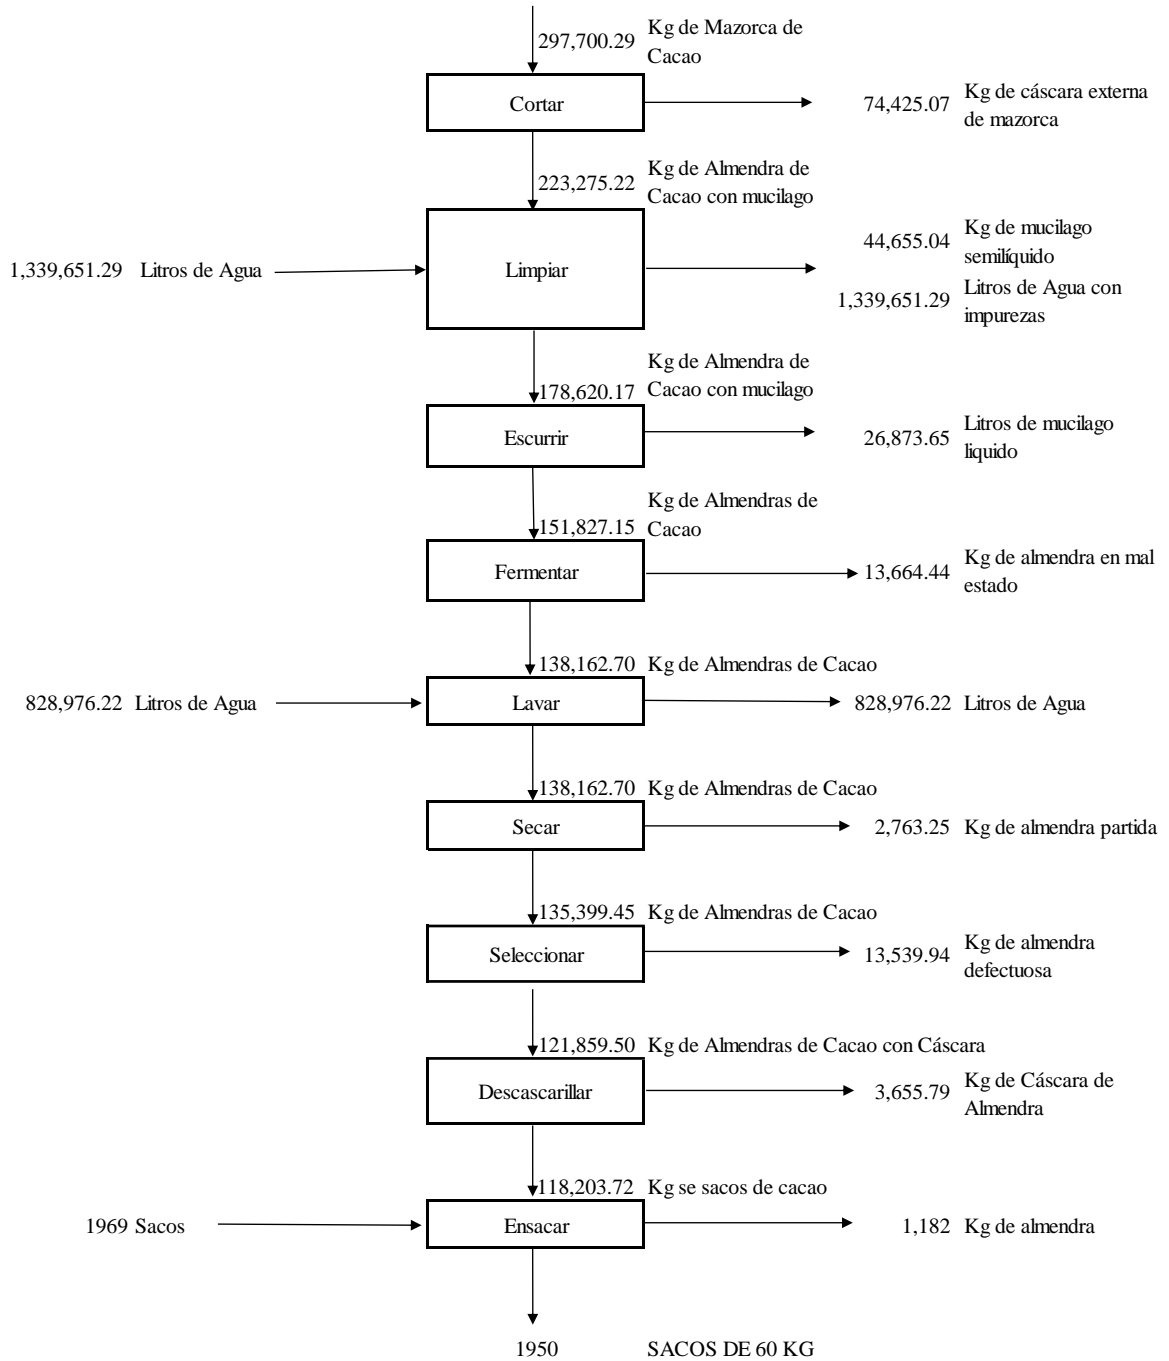 297,700.29 Kg de Mazorca de
Cacao
Cortar
74,425.07 Kg de cáscara externa
de mazorca
223,275.22 Kg de Almendra de
Cacao con mucilago
1,339,651.29 Litros de Agua
Limpiar
44,655.04 Kg de mucilago
semilíquido
1,339,651.29 Litros de Agua con
impurezas
178,620.17 Kg de Almendra de
Cacao con mucilago
Escurrir
26,873.65 Litros de mucilago
liquido
151,827.15 Kg de Almendras de
Cacao
Fermentar
13,664.44 Kg de almendra en mal
estado
138,162.70 Kg de Almendras de Cacao
828,976.22 Litros de Agua
Lavar
828,976.22 Litros de Agua
138,162.70 Kg de Almendras de Cacao
Secar
2,763.25 Kg de almendra partida
135,399.45 Kg de Almendras de Cacao
Seleccionar
13,539.94 Kg de almendra
defectuosa
121,859.50 Kg de Almendras de Cacao con Cáscara
Descascarillar
3,655.79 Kg de Cáscara de
Almendra
118,203.72 Kg se sacos de cacao
1969 Sacos
Ensacar
1,182 Kg de almendra
1950 SACOS DE 60 KG